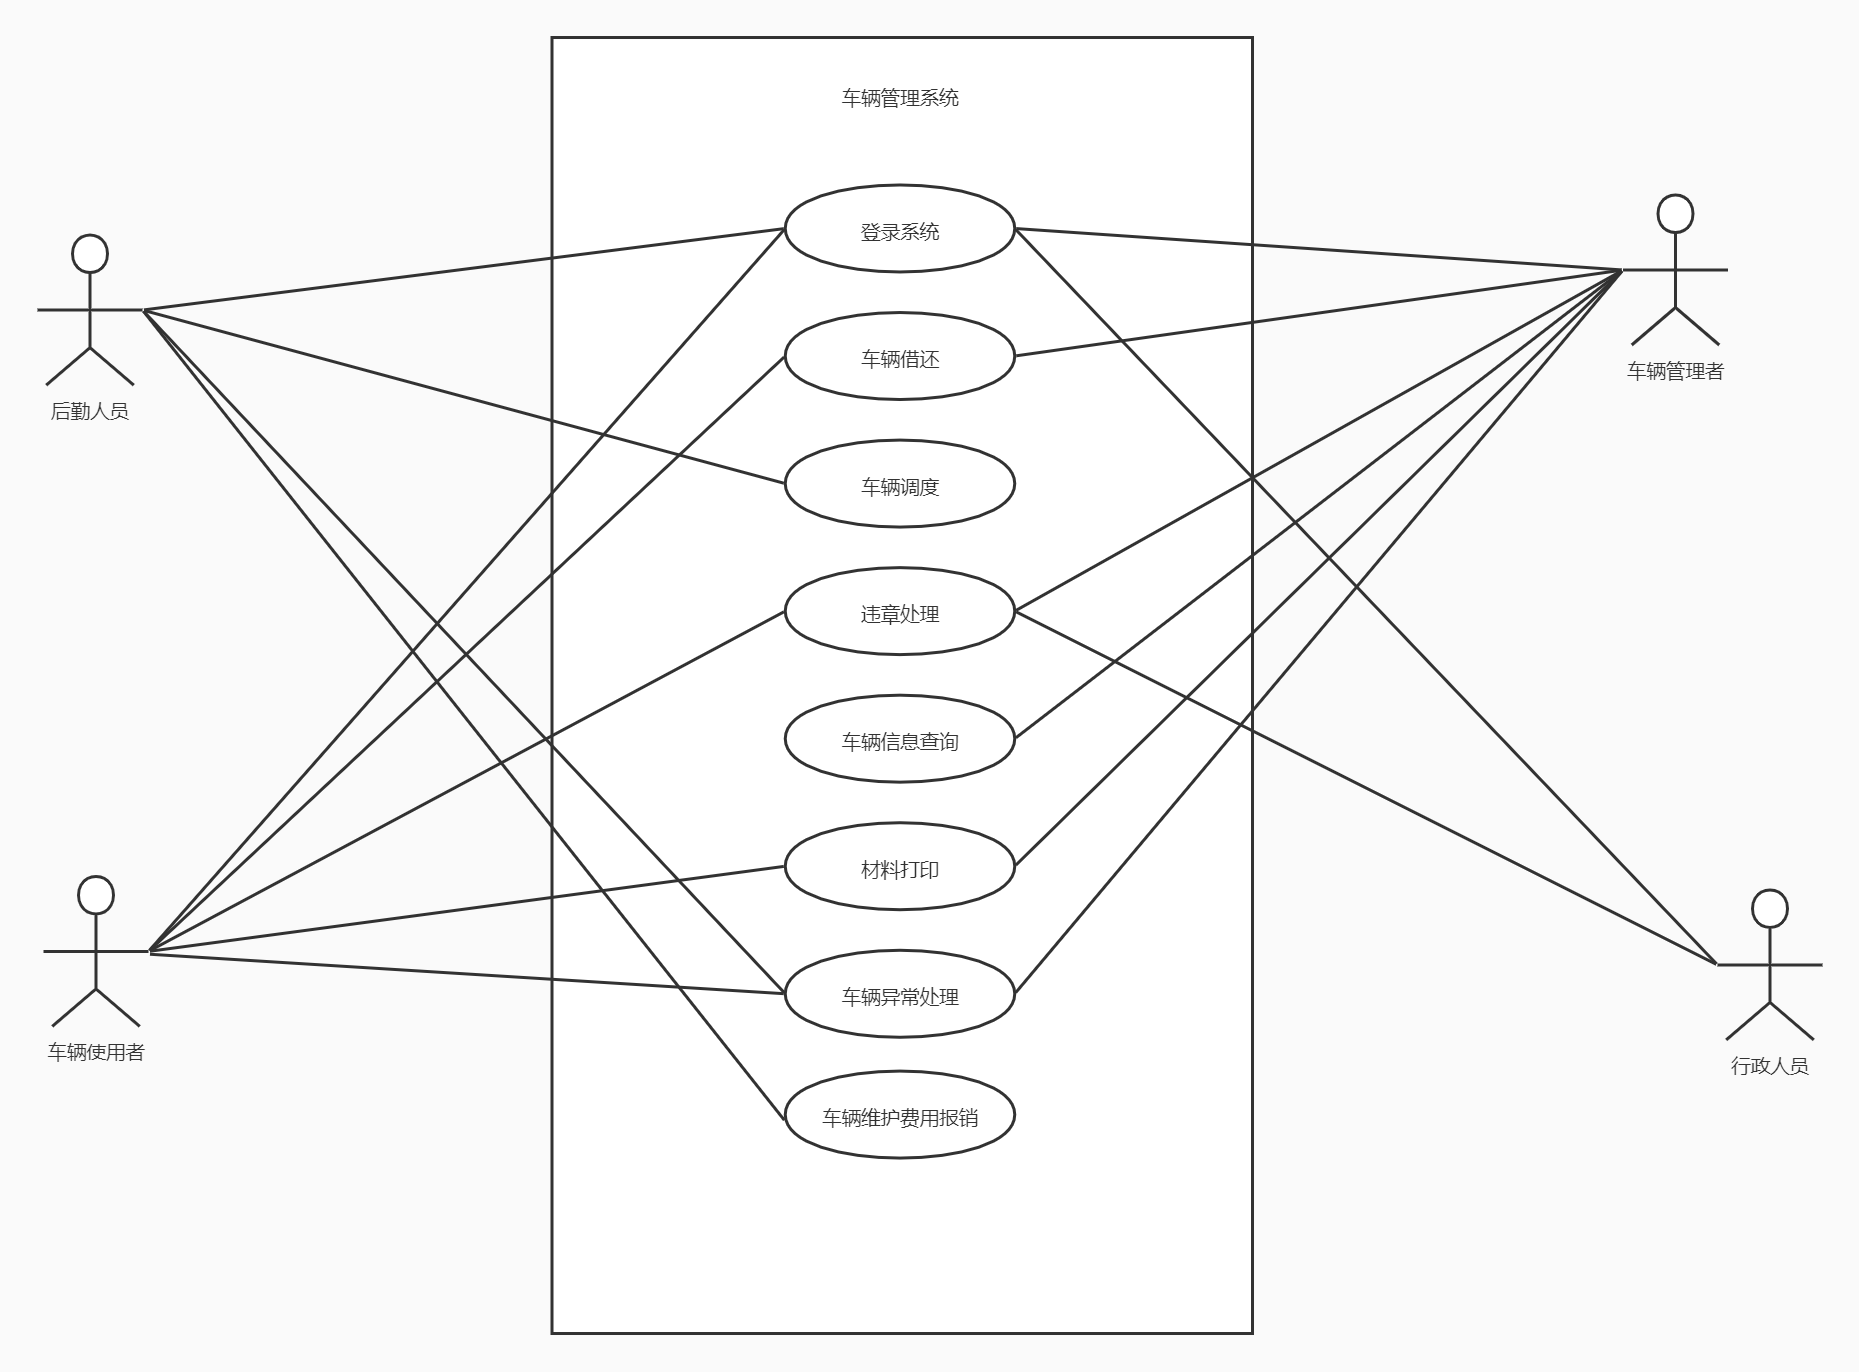 车辆管理系统
登录系统
车辆借还
车辆管理者
后勤人员
车辆调度
违章处理
车辆信息查询
材料打印
车辆异常处理
车辆使用者
行政人员
车辆维护费用报销